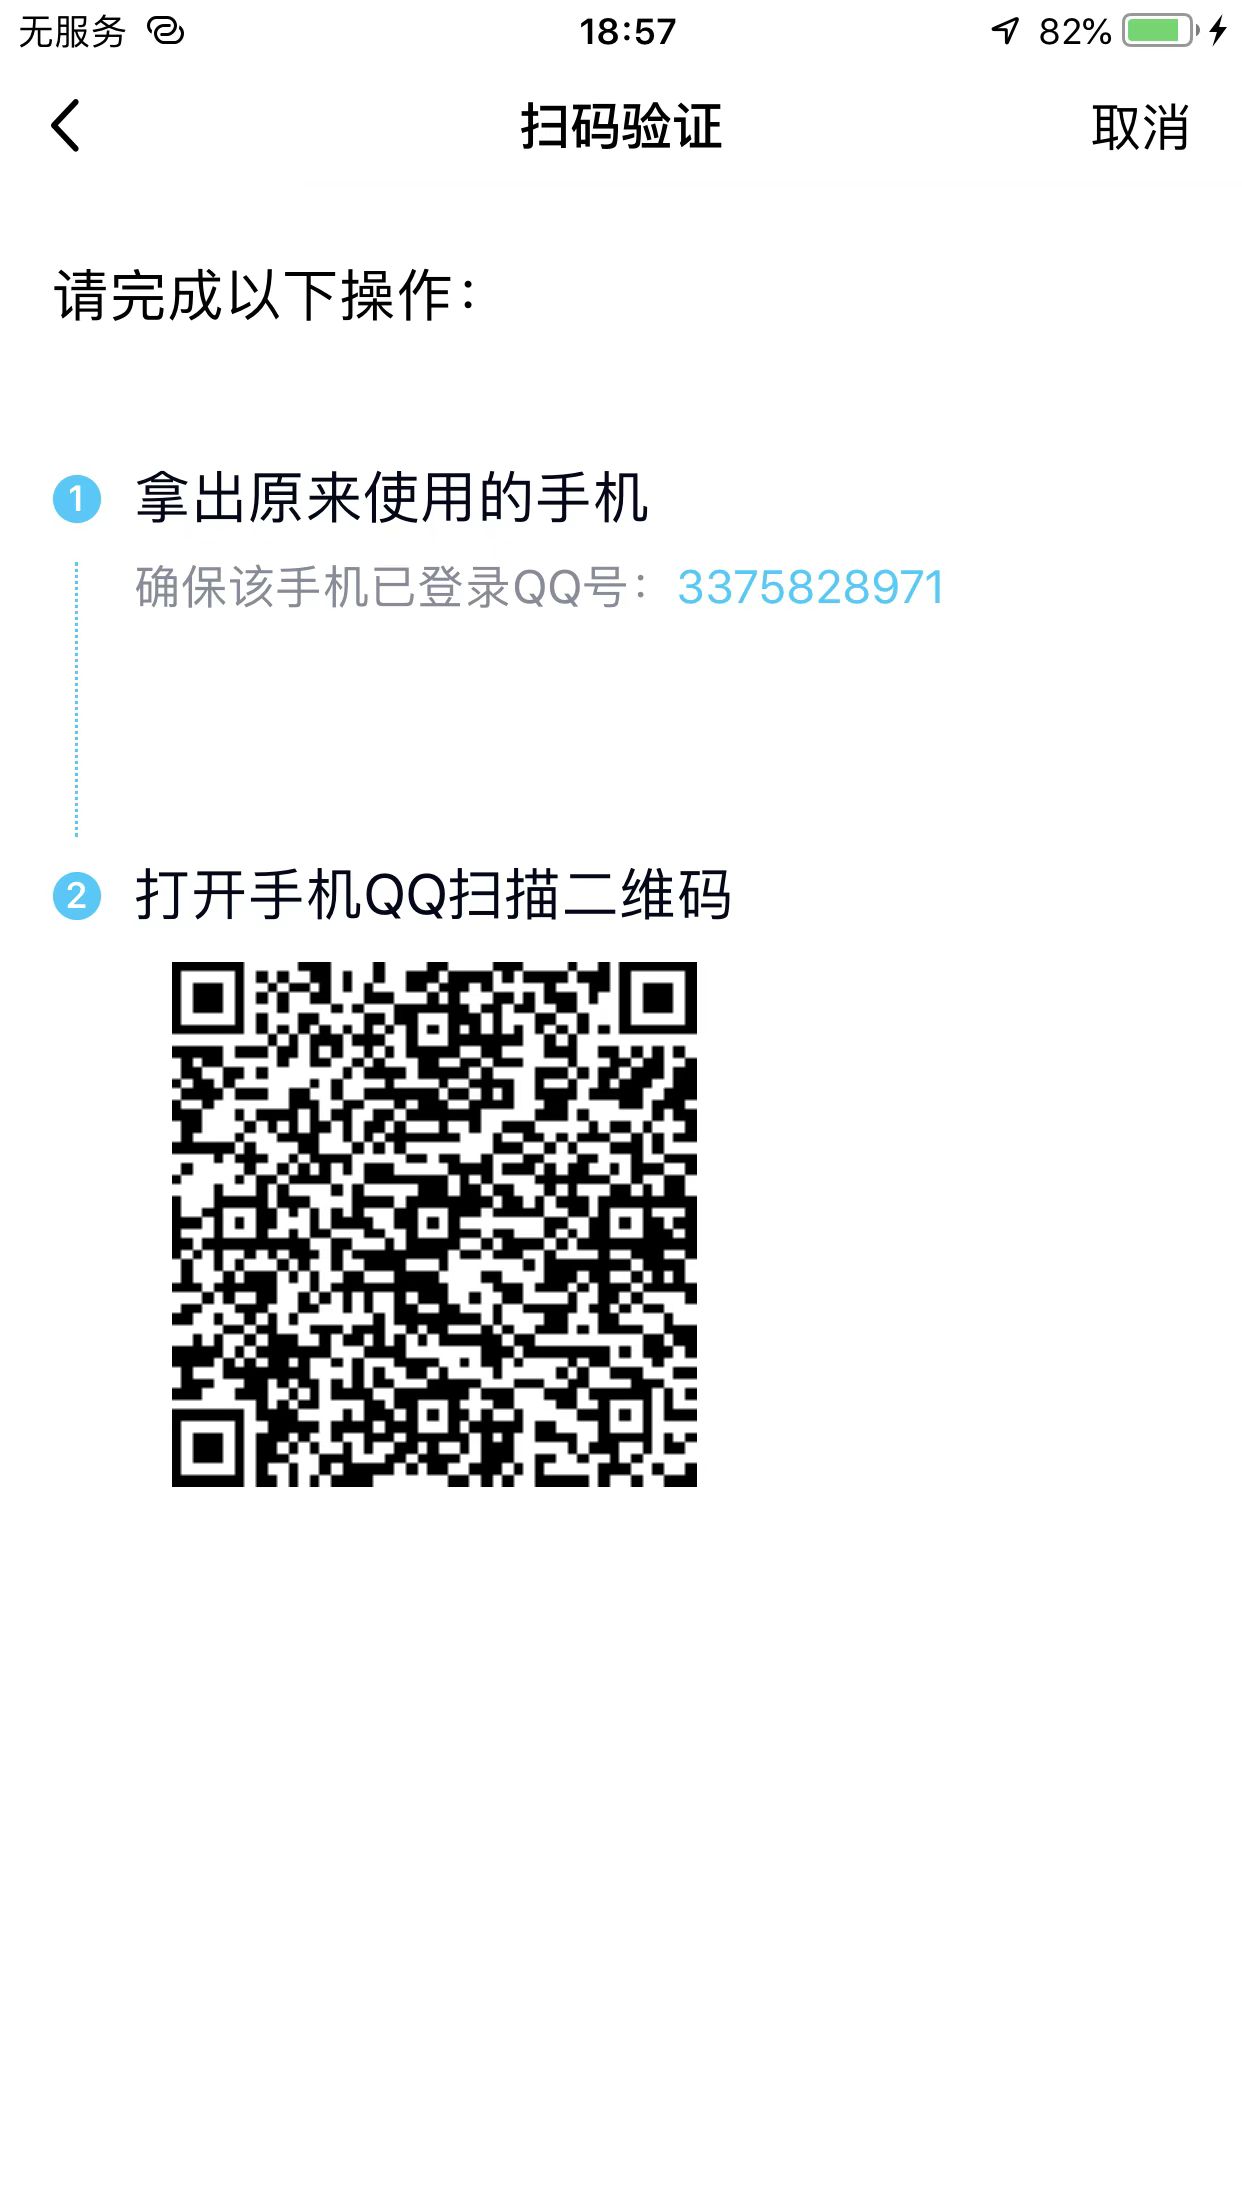 无服务 18:57 82%
扫码验证 取消
请完成以下操作：
1 拿出原来使用的手机
确保该手机已登录QQ号：3375828971
2 打开手机QQ扫描二维码